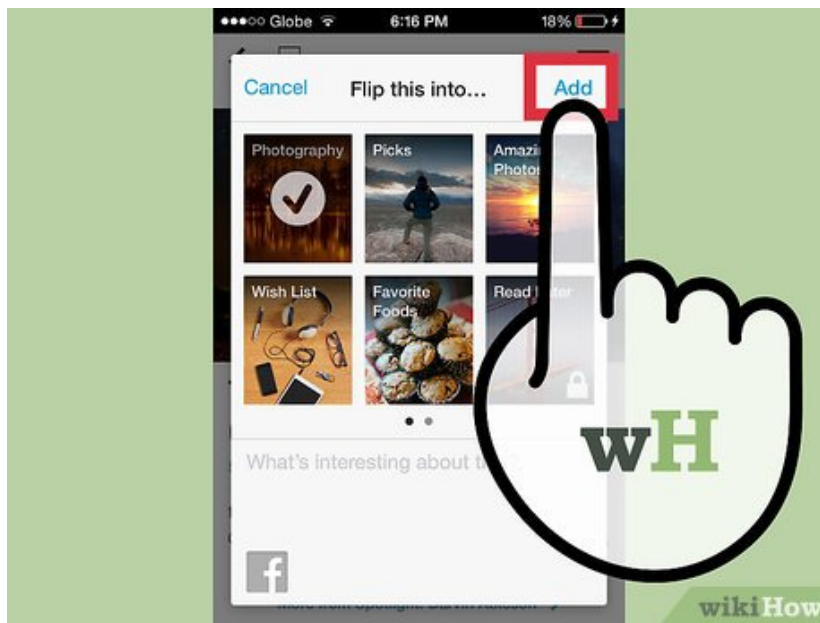 Globe 6:16 PM 18%
Cancel Flip this into... Add
Photography Picks
Wish List Favorite Foods Read
What's interesting about
f
wH
wikiHow